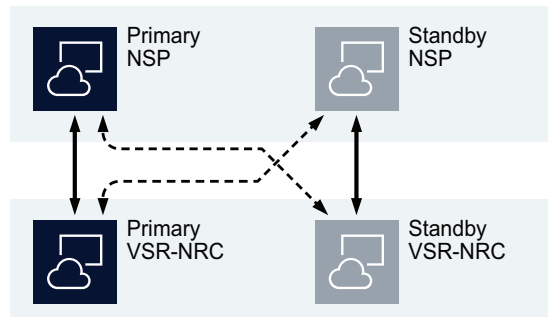 Primary
NSP
Standby
NSP
Primary
VSR-NRC
Standby
VSR-NRC